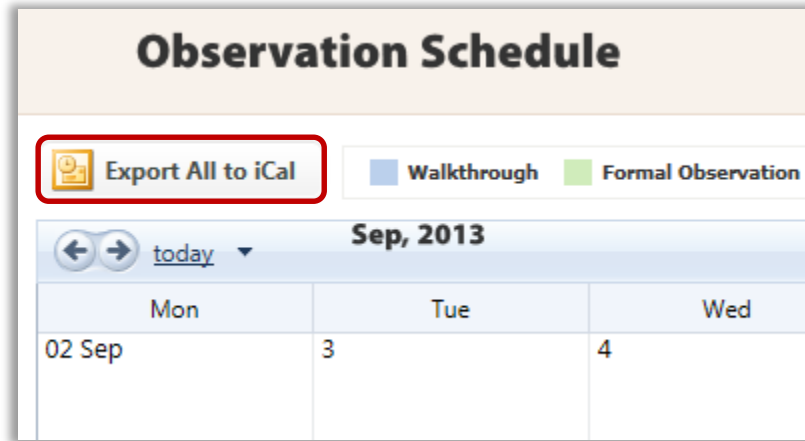 Observation Schedule
Export All to iCal
Walkthrough
Formal Observation
today
Sep, 2013
Mon
Tue
Wed
02 Sep
3
4